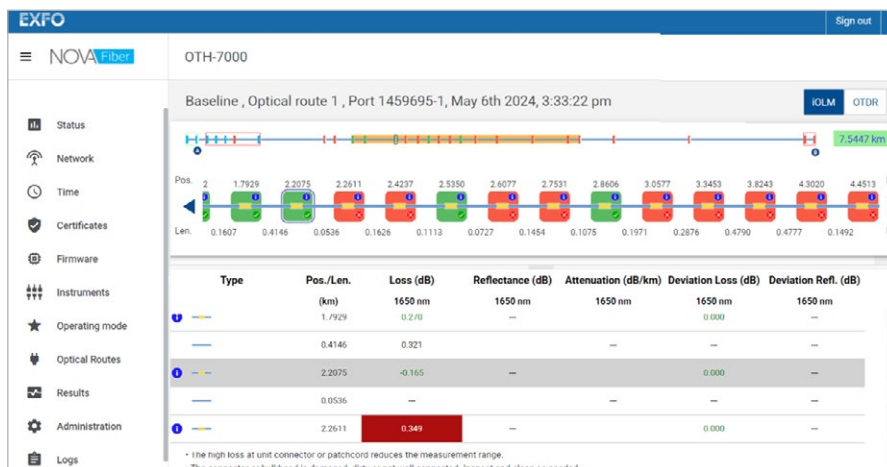 EXFO
Sign out
NOVA Fiber
OTH-7000
Baseline , Optical route 1 , Port 1459695-1, May 6th 2024, 3:33:22 pm
iOLM OTDR
Status
Network
Time
Certificates
Firmware
Instruments
Operating mode
Optical Routes
Results
Administration
Logs
A
B
7.5447 km
Pos. 2 1.7929 2.2075 2.2611 2.4237 2.5350 2.6077 2.7531 2.8606 3.0577 3.3453 3.8243 4.3020 4.4513
Len. 0.1607 0.4146 0.0536 0.1626 0.1113 0.0727 0.1454 0.1075 0.1971 0.2876 0.4790 0.4777 0.1492
Type Pos./Len. Loss (dB) Reflectance (dB) Attenuation (dB/km) Deviation Loss (dB) Deviation Refl. (dB)
(km) 1650 nm 1650 nm 1650 nm 1650 nm 1650 nm
1.7929 0.270 — 0.000 —
0.4146 0.321 — — —
2.2075 -0.165 — 0.000 —
0.0536 — — — —
2.2611 0.349 — 0.000 —
• The high loss at unit connector or patchcord reduces the measurement range.